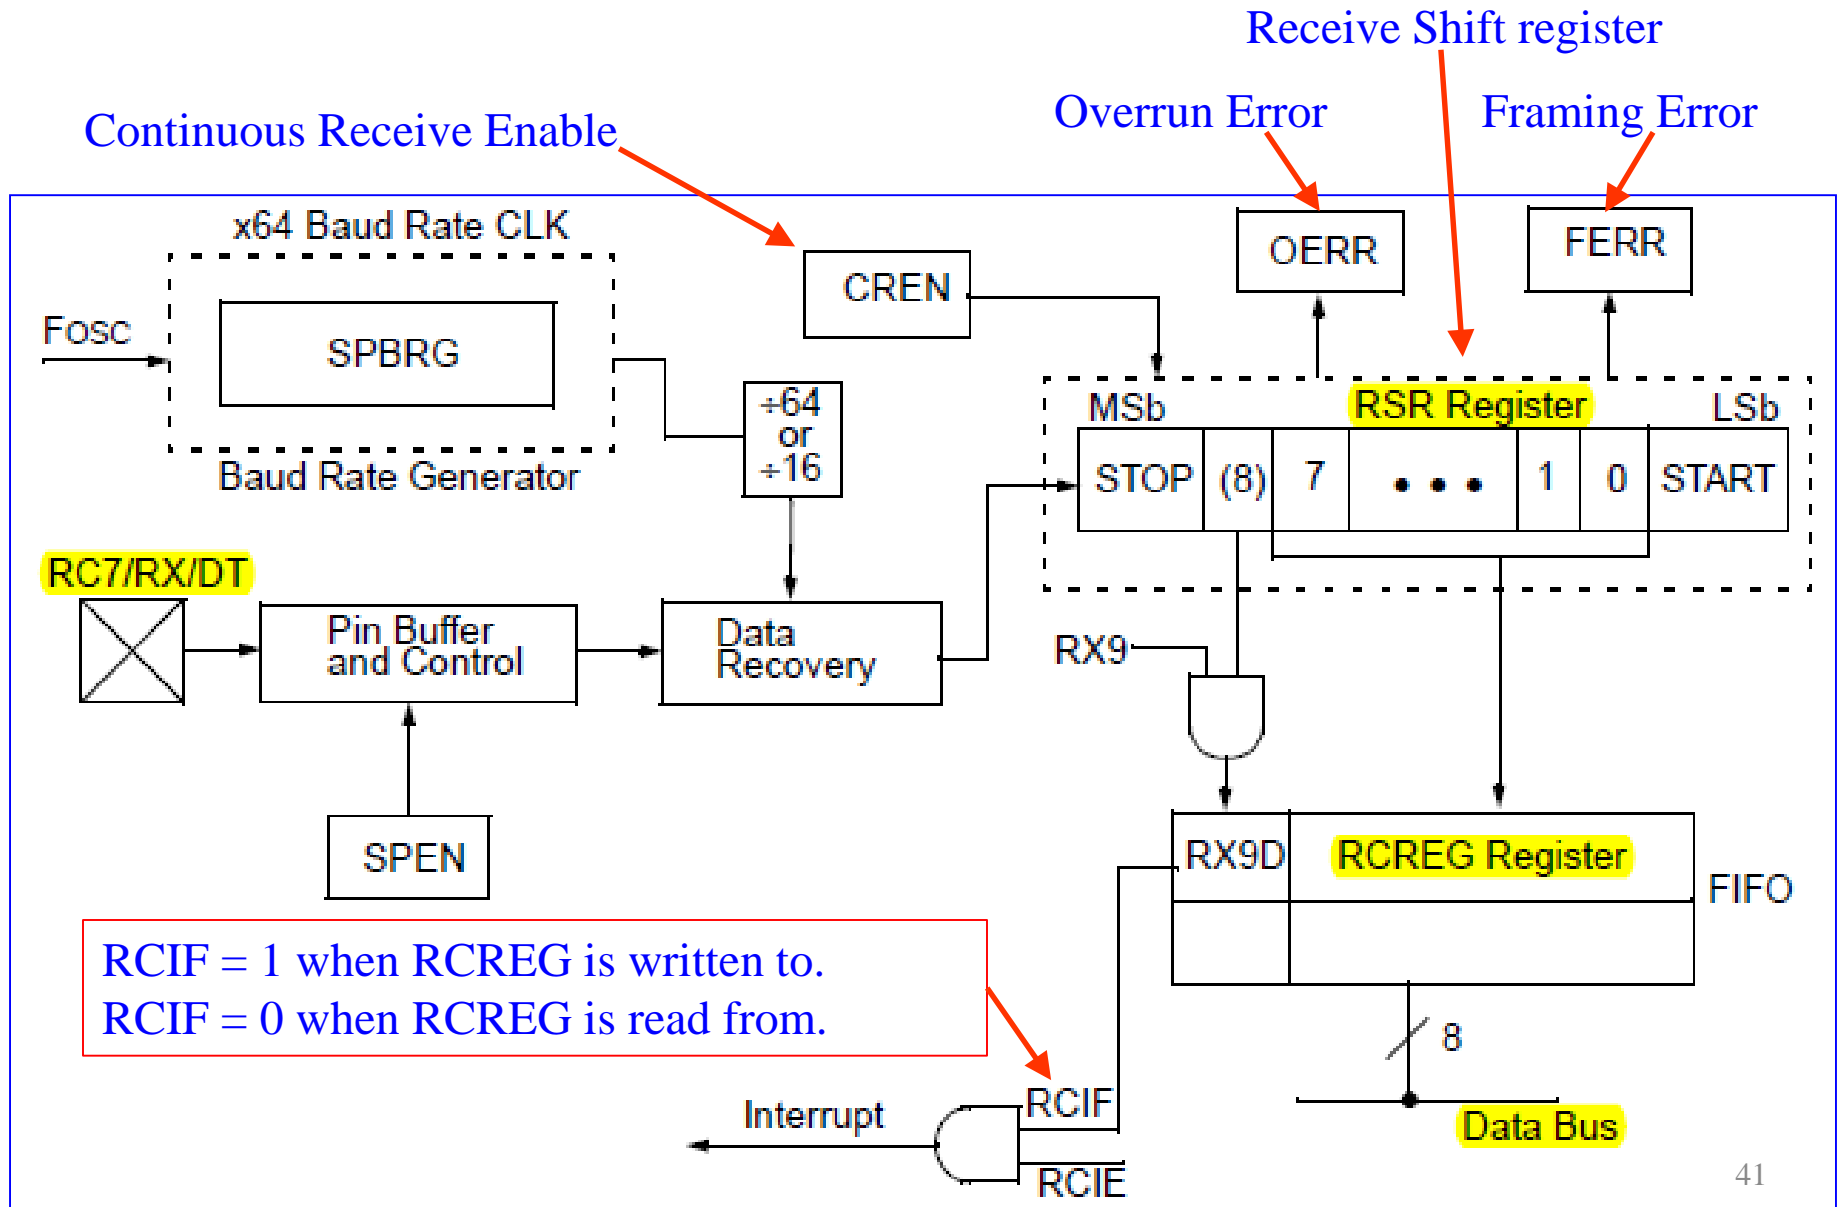 Receive Shift register
Continuous Receive Enable
Overrun Error
Framing Error
x64 Baud Rate CLK
Fosc
SPBRG
Baud Rate Generator
CREN
OERR
FERR
÷64
or
÷16
MSb
RSR Register
LSb
STOP
(8)
7
• • •
1
0
START
RC7/RX/DT
Pin Buffer
and Control
Data
Recovery
RX9
SPEN
RX9D
RCREG Register
FIFO
RCIF = 1 when RCREG is written to.
RCIF = 0 when RCREG is read from.
8
Interrupt
RCIF
RCIE
Data Bus
41